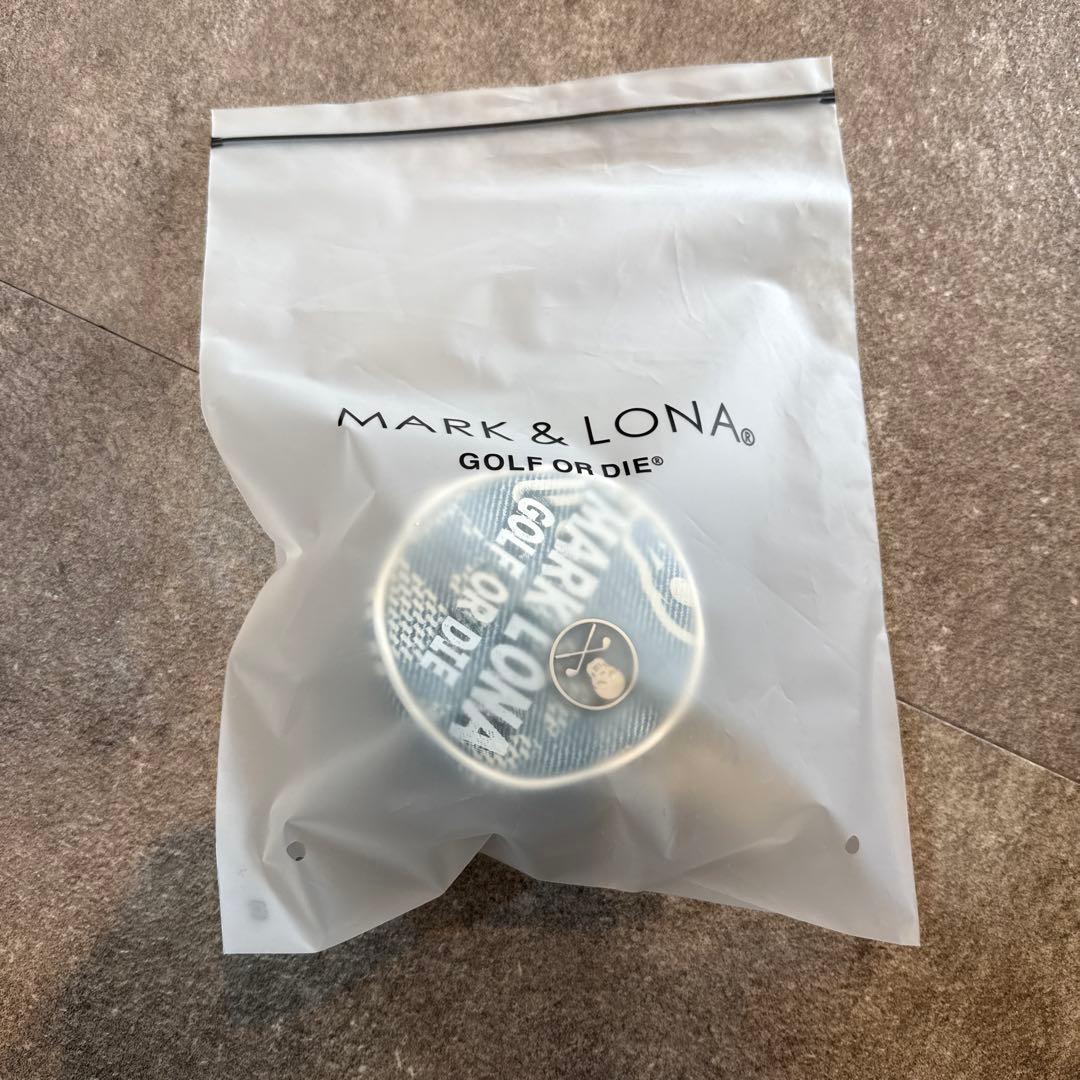 MARK & LONA®
GOLF OR DIE®
MARK LONA
GOLF OR DIE